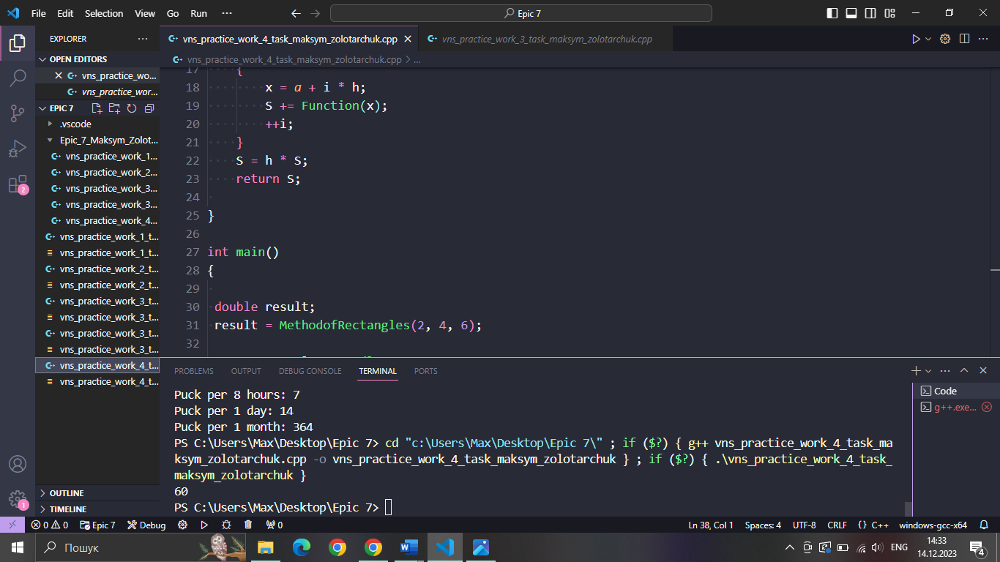 File Edit Selection View Go Run ··· Epic 7
EXPLORER ···
OPEN EDITORS
vns_practice_wo...
vns_practice_wor...
EPIC 7
.vscode
Epic_7_Maksym_Zolot...
vns_practice_work_1...
vns_practice_work_2...
vns_practice_work_3...
vns_practice_work_3...
vns_practice_work_4...
vns_practice_work_1_t...
vns_practice_work_1_t...
vns_practice_work_2_t...
vns_practice_work_2_t...
vns_practice_work_3_t...
vns_practice_work_3_t...
vns_practice_work_3_t...
vns_practice_work_3_t...
vns_practice_work_4_t...
vns_practice_work_4_t...
OUTLINE
TIMELINE
2
1
vns_practice_work_4_task_maksym_zolotarchuk.cpp vns_practice_work_3_task_maksym_zolotarchuk.cpp
vns_practice_work_4_task_maksym_zolotarchuk.cpp > ...
17 {
18 x = a + i * h;
19 S += Function(x);
20 ++i;
21 }
22 S = h * S;
23 return S;
24
25 }
26
27 int main()
28 {
29
30 double result;
31 result = MethodofRectangles(2, 4, 6);
32
PROBLEMS OUTPUT DEBUG CONSOLE TERMINAL PORTS
Puck per 8 hours: 7
Puck per 1 day: 14
Puck per 1 month: 364
PS C:\Users\Max\Desktop\Epic 7> cd "c:\Users\Max\Desktop\Epic 7\" ; if ($?) { g++ vns_practice_work_4_task_ma
ksym_zolotarchuk.cpp -o vns_practice_work_4_task_maksym_zolotarchuk } ; if ($?) { .\vns_practice_work_4_task_
maksym_zolotarchuk }
60
PS C:\Users\Max\Desktop\Epic 7>
Code
g++.exe...
0 0 Epic 7 Debug 0 Ln 38, Col 1 Spaces: 4 UTF-8 CRLF {} C++ windows-gcc-x64
Пошук ENG 14:33
14.12.2023
4